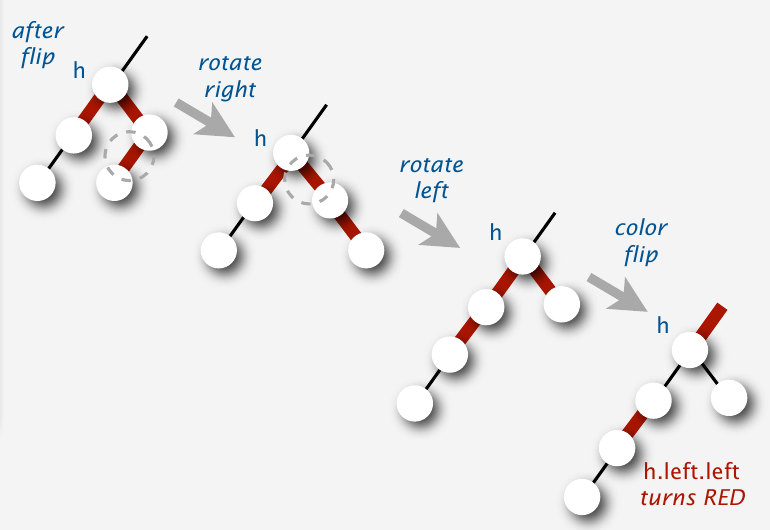 after
flip
h
rotate
right
h
rotate
left
h
color
flip
h
h.left.left
turns RED